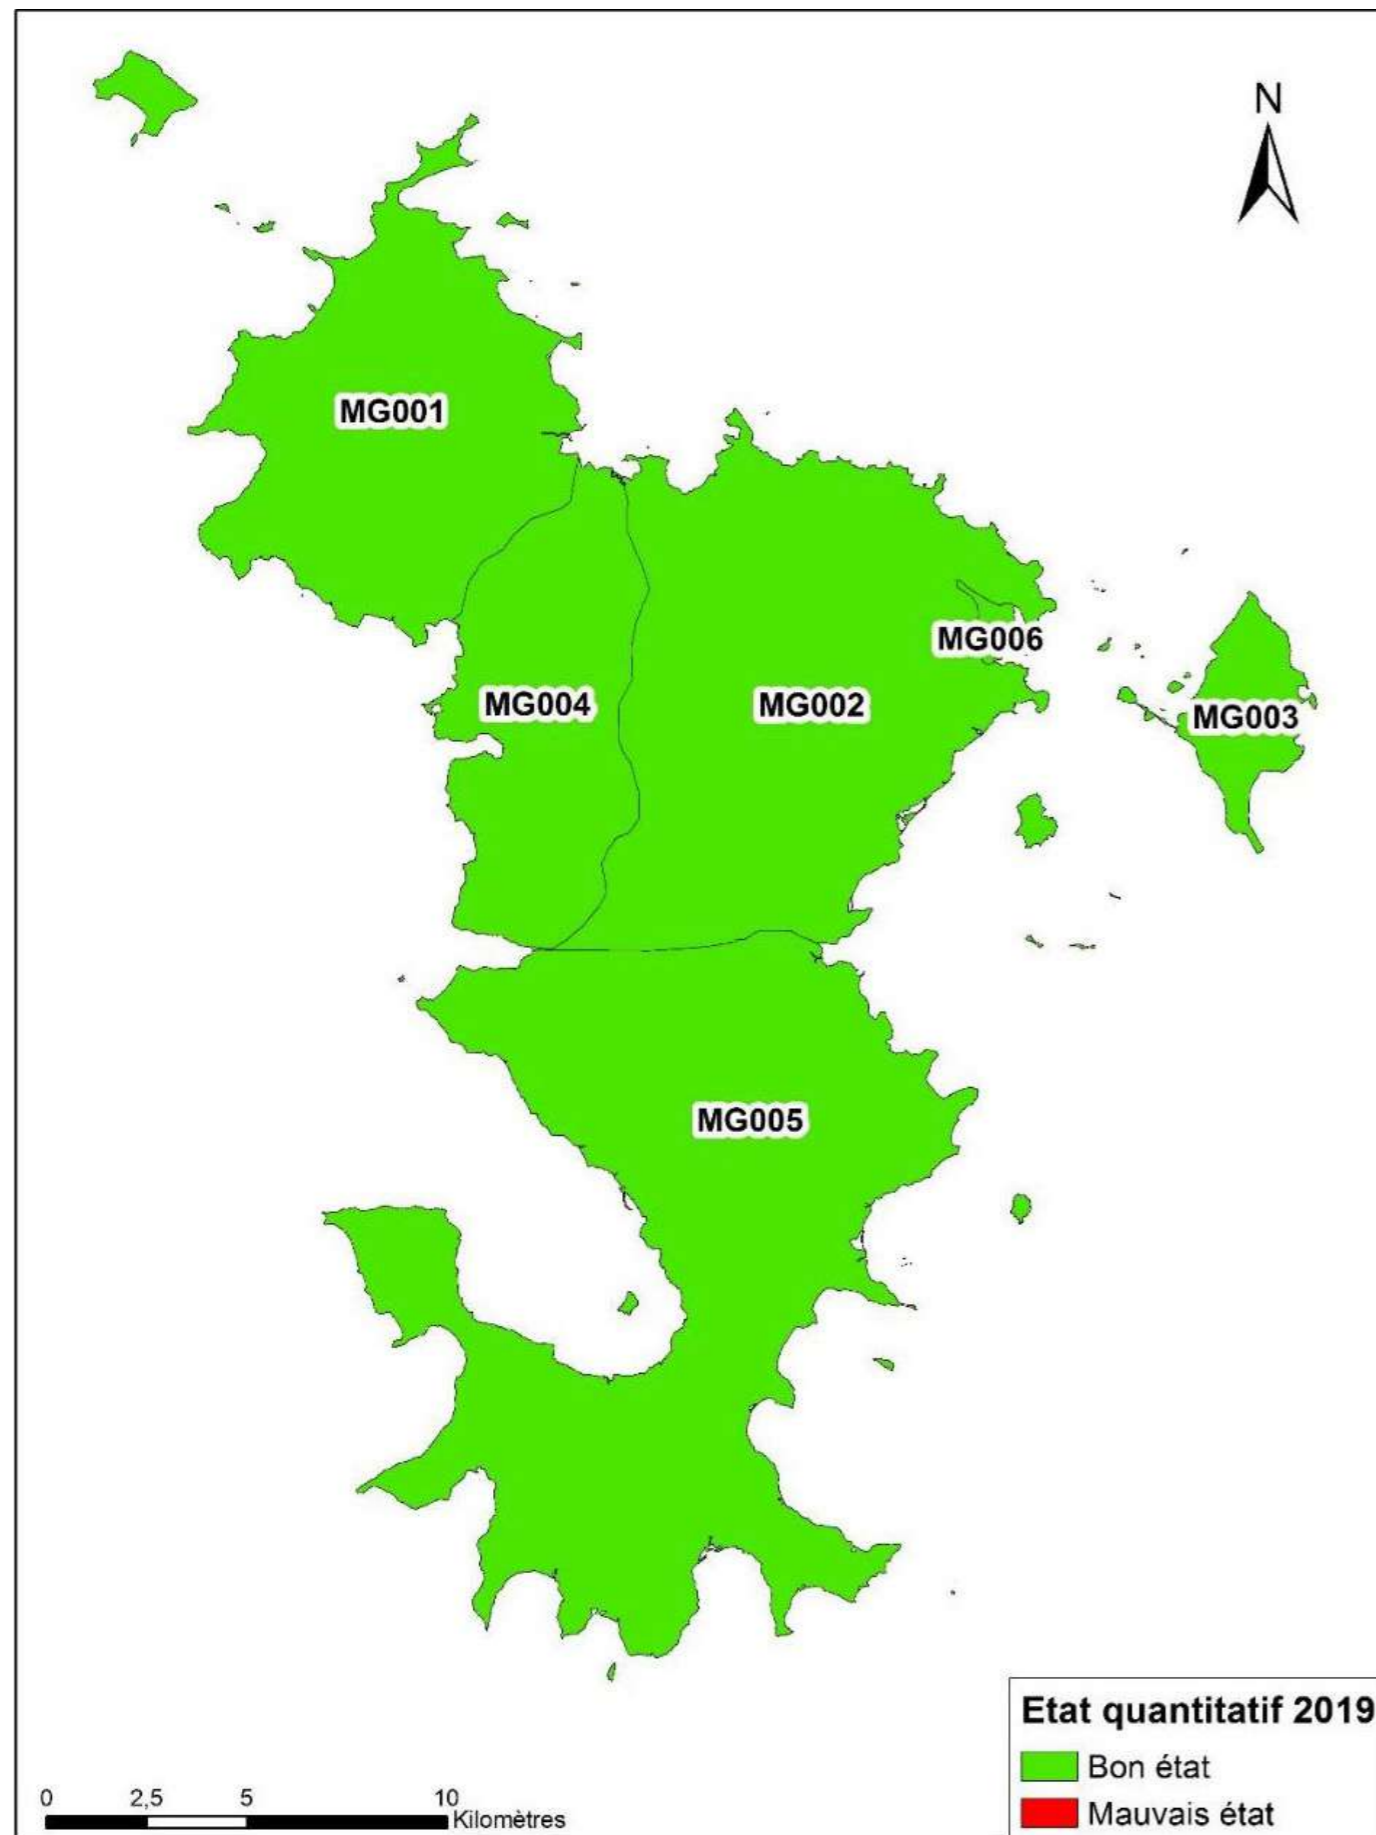 N
MG001
MG006
MG004
MG002
MG003
MG005
Etat quantitatif 2019
Bon état
Mauvais état
0 2,5 5 10
Kilomètres